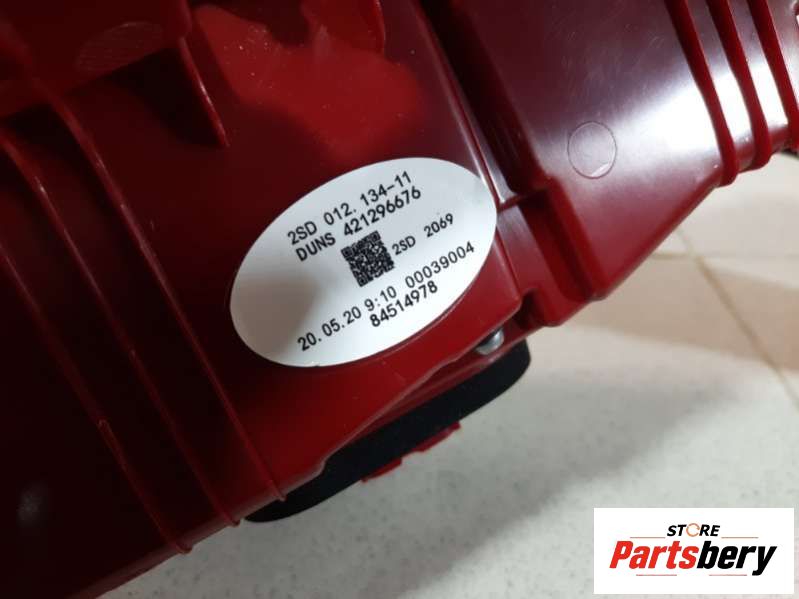 2SD 012. 134-11
DUNS 421296676
2SD 2069
20.05.20 9:10 00039004
84514978
STORE
Partsbery